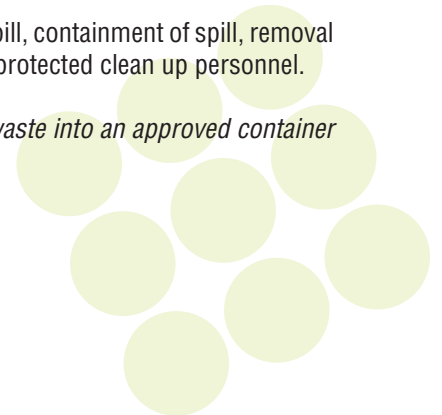 pill, containment of spill, removal
protected clean up personnel.
waste into an approved container